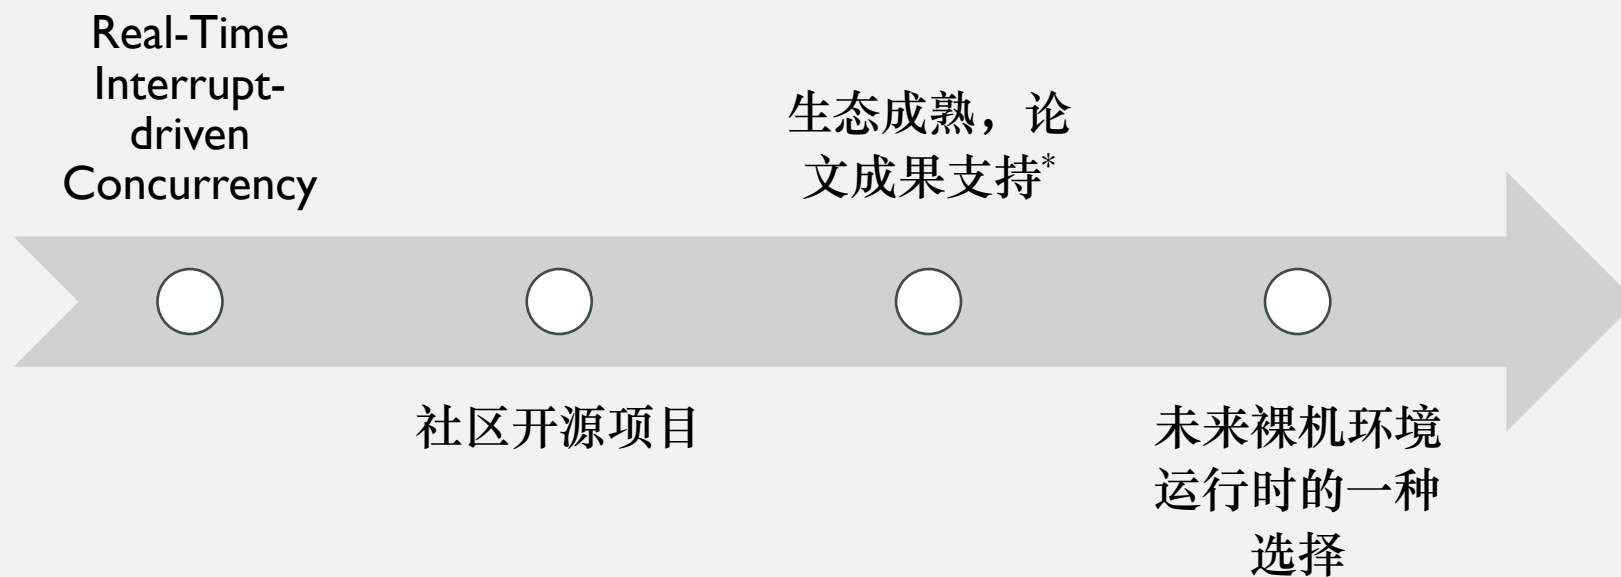 Real-Time
Interrupt-
driven
Concurrency
社区开源项目
生态成熟，论
文成果支持*
未来裸机环境
运行时的一种
选择